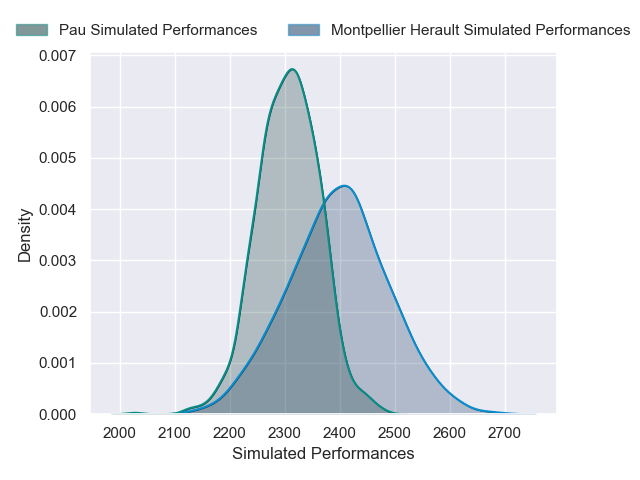 Pau Simulated Performances
Montpellier Herault Simulated Performances
0.007
0.006
0.005
0.004
0.003
0.002
0.001
0.000
Density
2000 2100 2200 2300 2400 2500 2600 2700
Simulated Performances